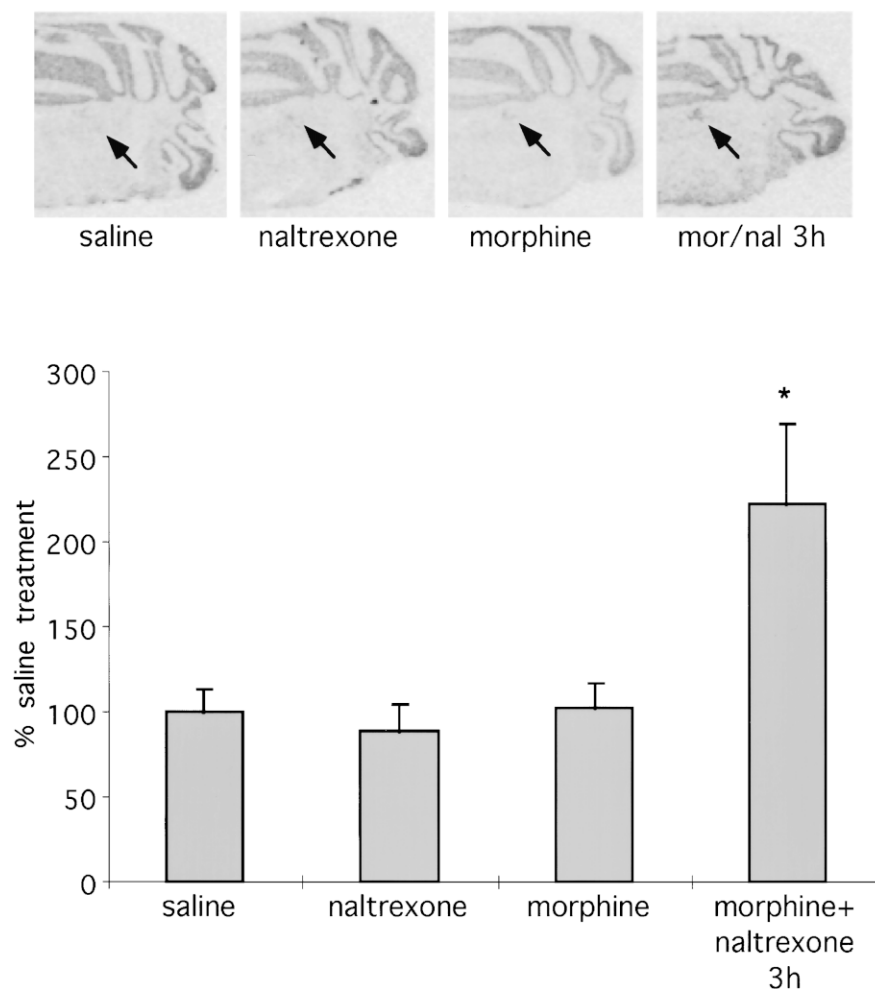 saline naltrexone morphine mor/nal 3h
% saline treatment
300
250
200
150
100
50
0
*
saline naltrexone morphine morphine+
naltrexone
3h